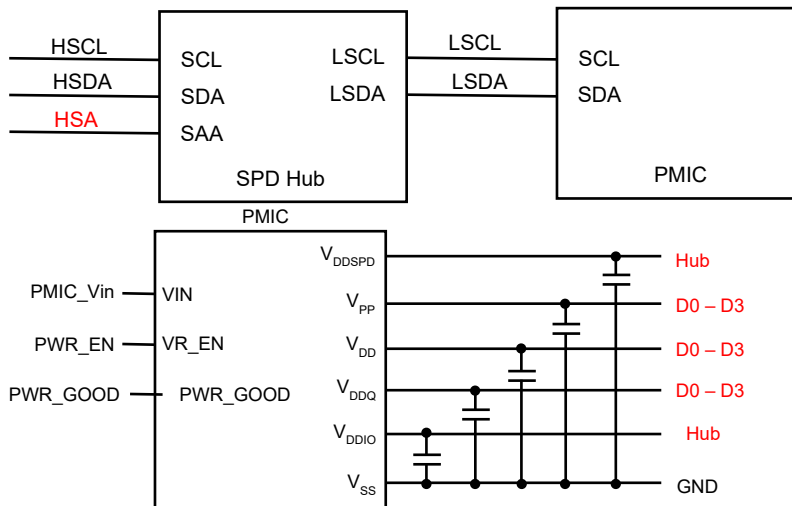 HSCL
SCL
LSCL
LSCL
SCL
HSDA
SDA
LSDA
LSDA
SDA
HSA
SAA
SPD Hub
PMIC
PMIC
VDDSPD
Hub
PMIC_Vin
VIN
VPP
D0 – D3
PWR_EN
VR_EN
VDD
D0 – D3
PWR_GOOD
PWR_GOOD
VDDQ
D0 – D3
VDDIO
Hub
VSS
GND